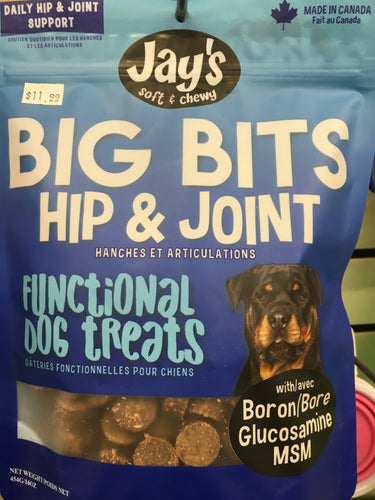 DAILY HIP & JOINT
SUPPORT
SOUTIEN QUOTIDIEN POUR LES HANCHES
ET LES ARTICULATIONS
MADE IN CANADA
Fait au Canada
Jay's
soft & chewy
$11.99
BIG BITS
HIP & JOINT
HANCHES ET ARTICULATIONS
FUNCTIONAL
DOG TREATS
GÂTERIES FONCTIONNELLES POUR CHIENS
with/avec
Boron/Bore
Glucosamine
MSM
NET WEIGHT/POIDS NET
454G/16OZ